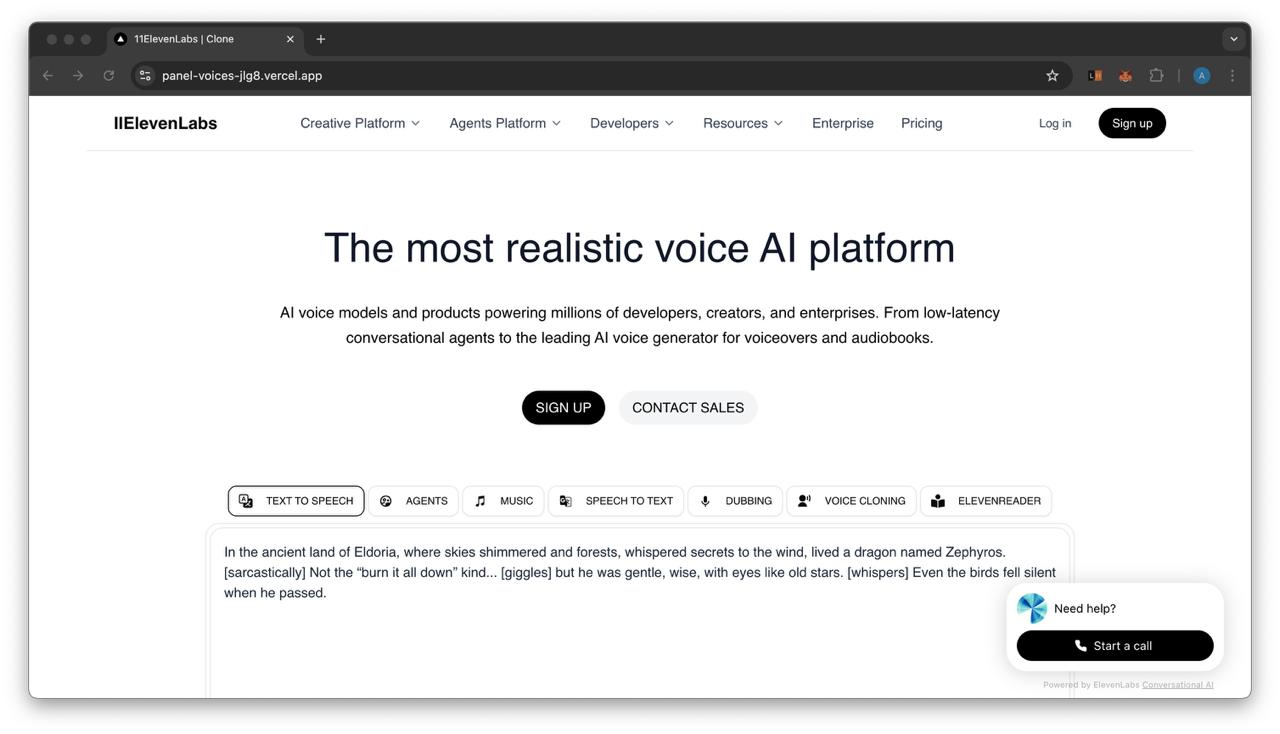 11ElevenLabs | Clone
panel-voices-jlg8.vercel.app
A
IIElevenLabs
Creative Platform
Agents Platform
Developers
Resources
Enterprise
Pricing
Log in
Sign up
The most realistic voice AI platform
AI voice models and products powering millions of developers, creators, and enterprises. From low-latency
conversational agents to the leading AI voice generator for voiceovers and audiobooks.
SIGN UP
CONTACT SALES
TEXT TO SPEECH
AGENTS
MUSIC
SPEECH TO TEXT
DUBBING
VOICE CLONING
ELEVENREADER
In the ancient land of Eldoria, where skies shimmered and forests, whispered secrets to the wind, lived a dragon named Zephyros.
[sarcastically] Not the “burn it all down” kind... [giggles] but he was gentle, wise, with eyes like old stars. [whispers] Even the birds fell silent
when he passed.
Need help?
Start a call
Powered by ElevenLabs Conversational AI